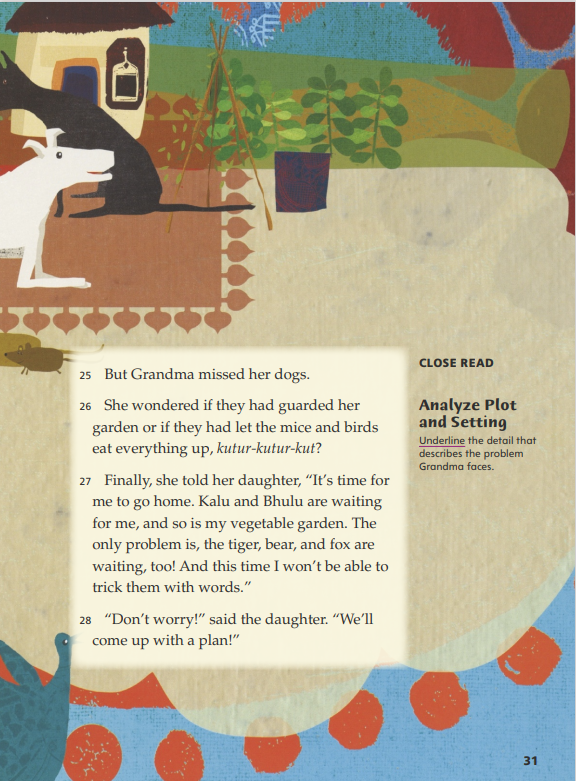 25 But Grandma missed her dogs.
26 She wondered if they had guarded her
garden or if they had let the mice and birds
eat everything up, kutur-kutur-kut?
27 Finally, she told her daughter, “It’s time for
me to go home. Kalu and Bhulu are waiting
for me, and so is my vegetable garden. The
only problem is, the tiger, bear, and fox are
waiting, too! And this time I won’t be able to
trick them with words.”
28 “Don’t worry!” said the daughter. “We’ll
come up with a plan!”
CLOSE READ
Analyze Plot
and Setting
Underline the detail that
describes the problem
Grandma faces.
31